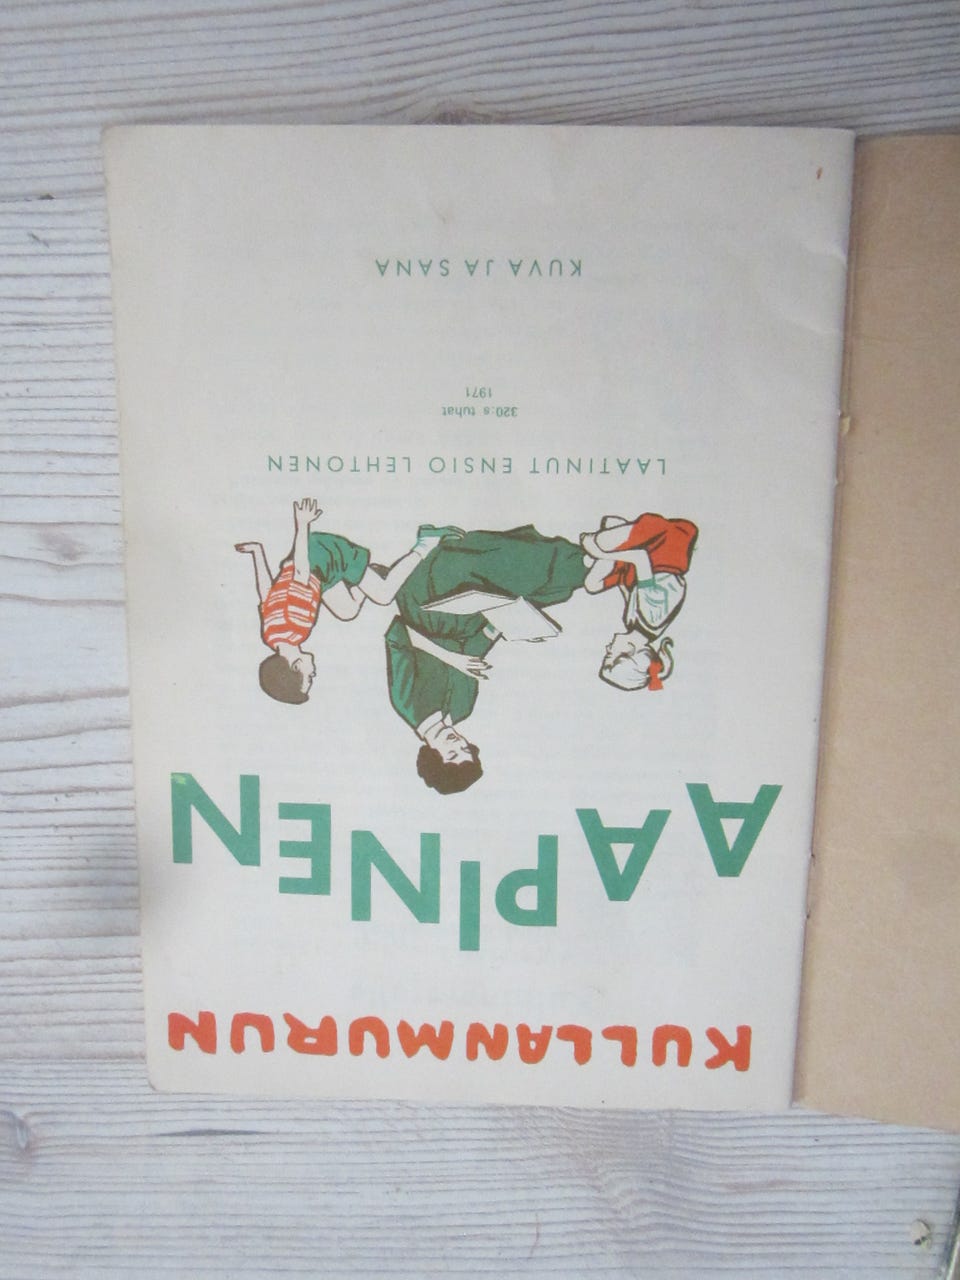 KULLANMURUN
AAPINEN
LAATINUT ENSIO LEHTONEN
320:s tuhat
1971
KUVA JA SANA